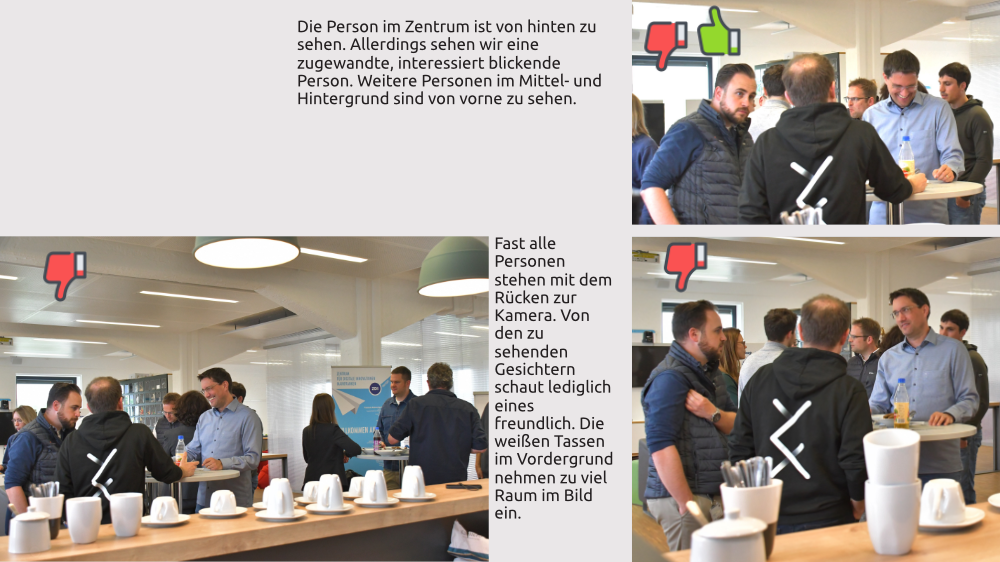 Die Person im Zentrum ist von hinten zu
sehen. Allerdings sehen wir eine
zugewandte, interessiert blickende
Person. Weitere Personen im Mittel- und
Hintergrund sind von vorne zu sehen.
Fast alle
Personen
stehen mit dem
Rücken zur
Kamera. Von
den zu
sehenden
Gesichtern
schaut lediglich
eines
freundlich. Die
weißen Tassen
im Vordergrund
nehmen zu viel
Raum im Bild
ein.